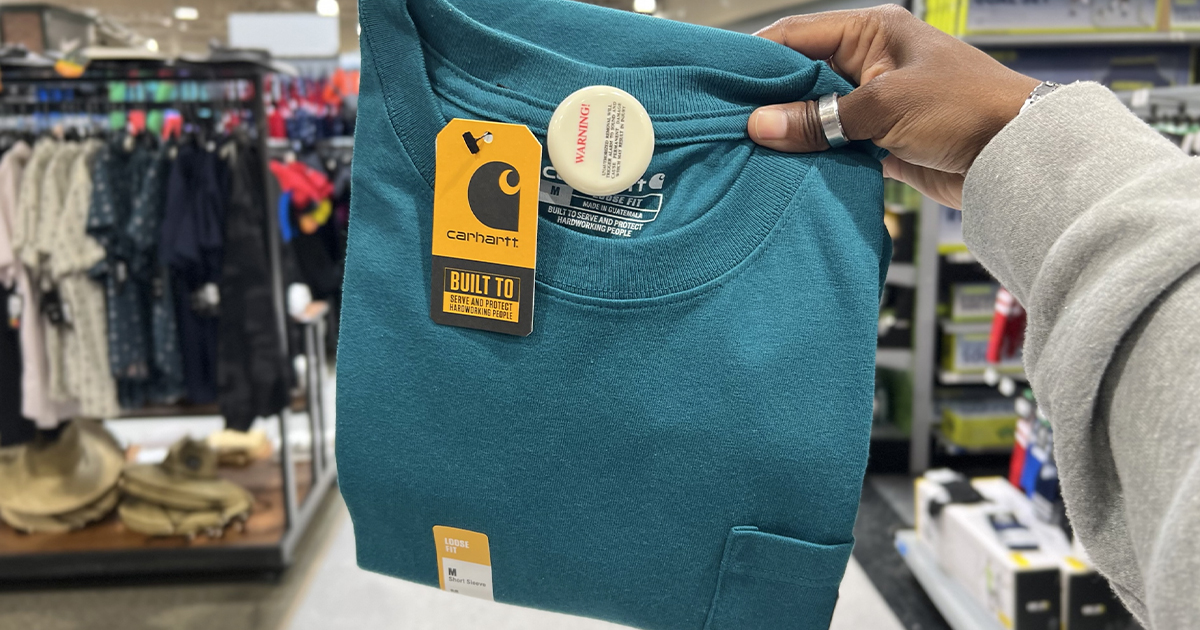 WARNING!
carhartt
M
LOOSE FIT
MADE IN GUATEMALA
BUILT TO SERVE AND PROTECT
HARDWORKING PEOPLE
carhartt
BUILT TO
SERVE AND PROTECT
HARDWORKING PEOPLE
LOOSE
FIT
M
Short Sleeve